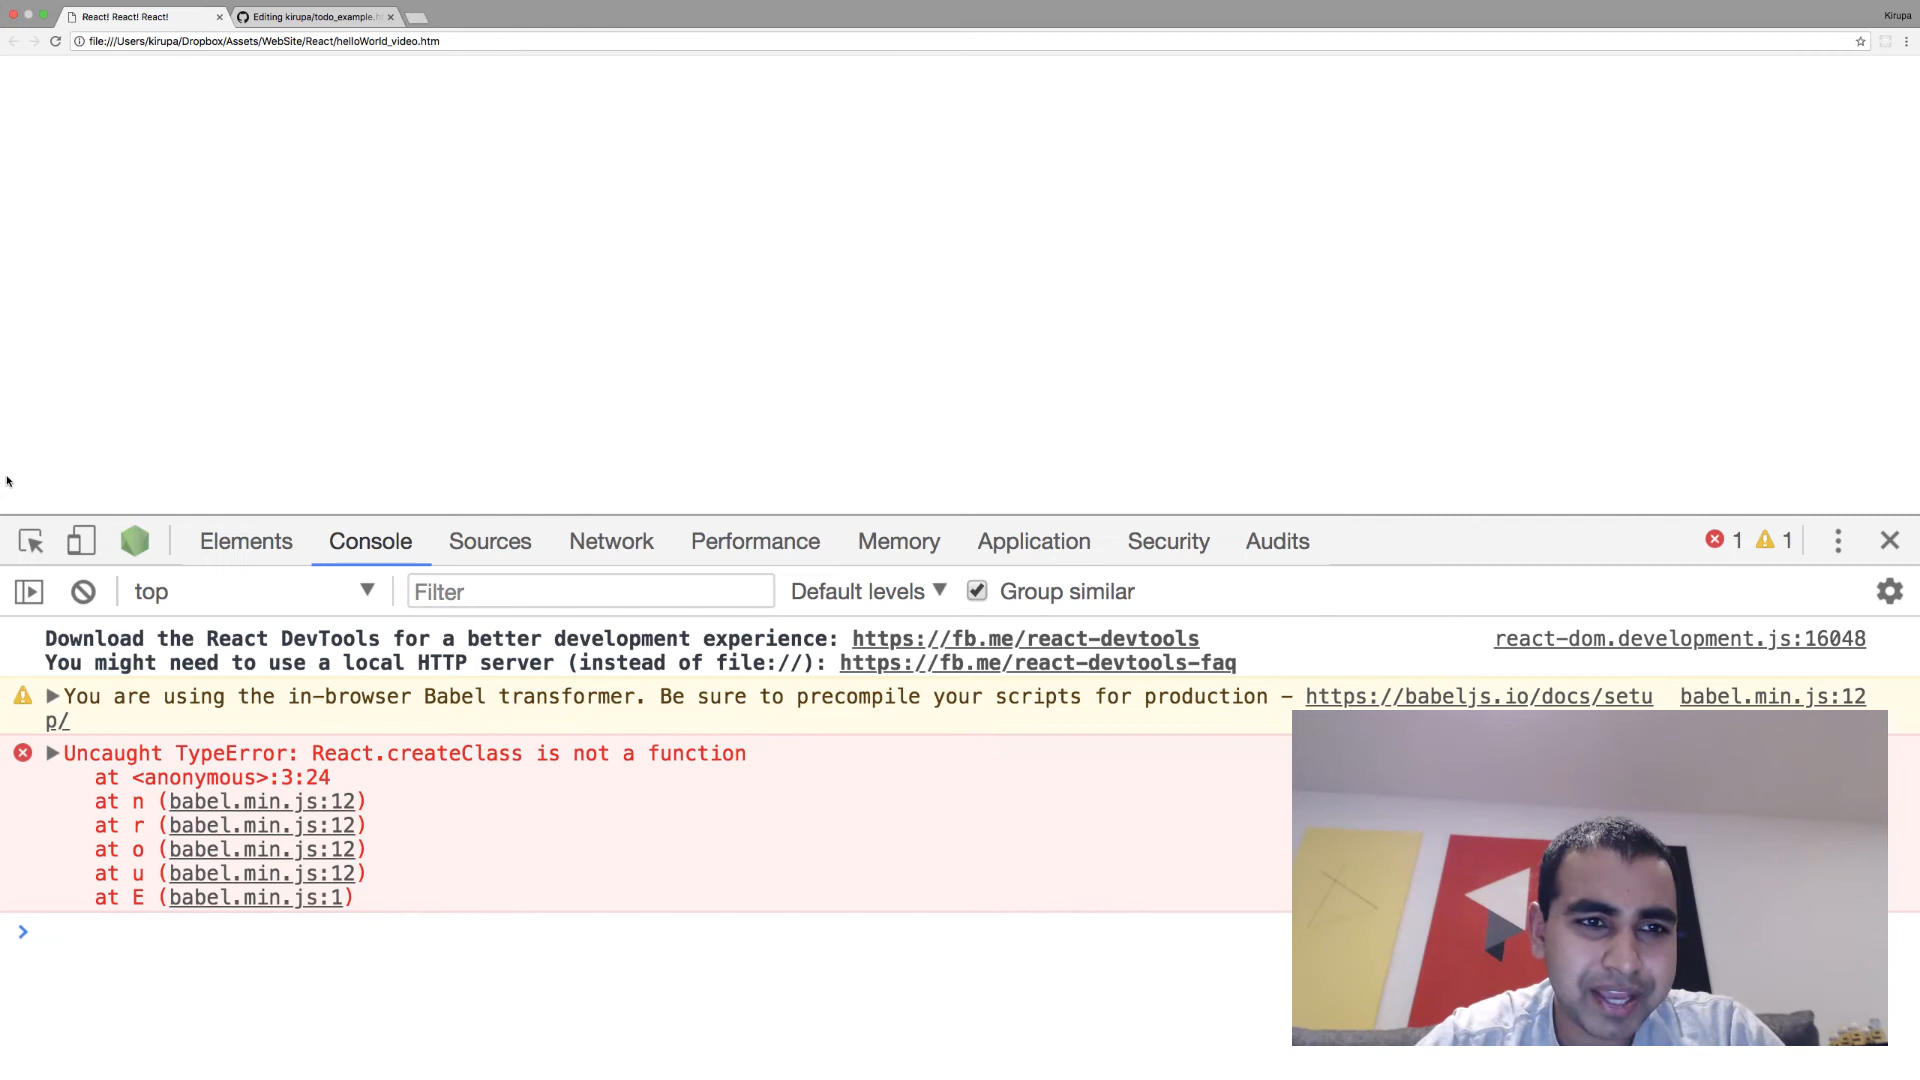 React! React! React!
Editing kirupa/todo_example.h
Kirupa
file:///Users/kirupa/Dropbox/Assets/WebSite/React/helloWorld_video.htm
Elements Console Sources Network Performance Memory Application Security Audits 1 1
top Filter Default levels Group similar
Download the React DevTools for a better development experience: https://fb.me/react-devtools react-dom.development.js:16048
You might need to use a local HTTP server (instead of file://): https://fb.me/react-devtools-faq
You are using the in-browser Babel transformer. Be sure to precompile your scripts for production – https://babeljs.io/docs/setu babel.min.js:12
p/
Uncaught TypeError: React.createClass is not a function
at <anonymous>:3:24
at n (babel.min.js:12)
at r (babel.min.js:12)
at o (babel.min.js:12)
at u (babel.min.js:12)
at E (babel.min.js:1)